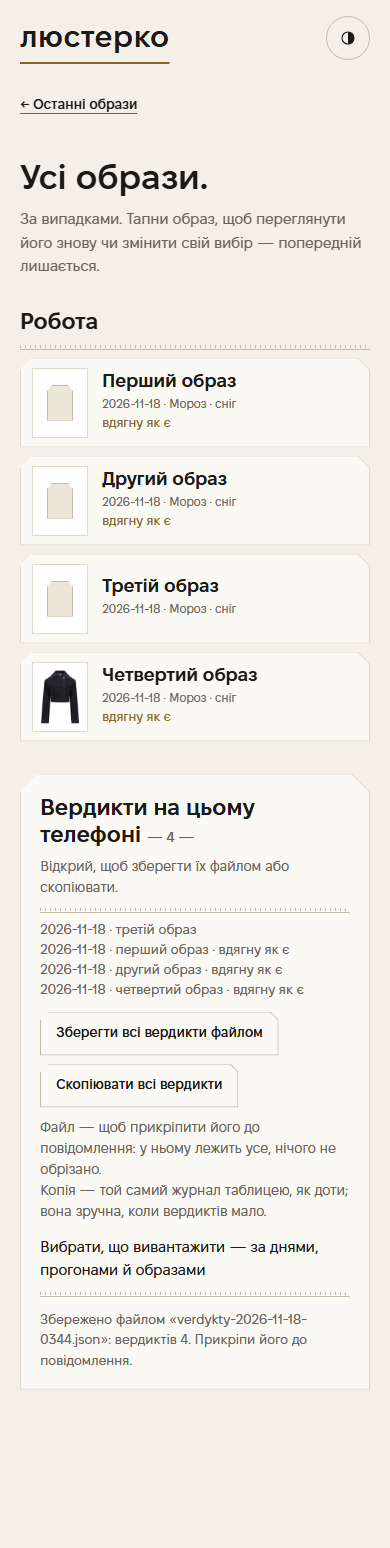 люстерко
← Останні образи
Усі образи.
За випадками. Тапни образ, щоб переглянути
його знову чи змінити свій вибір — попередній
лишається.
Робота
Перший образ
2026-11-18 · Мороз · сніг
вдягну як є
Другий образ
2026-11-18 · Мороз · сніг
вдягну як є
Третій образ
2026-11-18 · Мороз · сніг
Четвертий образ
2026-11-18 · Мороз · сніг
вдягну як є
Вердикти на цьому
телефоні — 4 —
Відкрий, щоб зберегти їх файлом або
скопіювати.
2026-11-18 · третій образ
2026-11-18 · перший образ · вдягну як є
2026-11-18 · другий образ · вдягну як є
2026-11-18 · четвертий образ · вдягну як є
Зберегти всі вердикти файлом
Скопіювати всі вердикти
Файл — щоб прикріпити його до
повідомлення: у ньому лежить усе, нічого не
обрізано.
Копія — той самий журнал таблицею, як доти;
вона зручна, коли вердиктів мало.
Вибрати, що вивантажити — за днями,
прогонами й образами
Збережено файлом «verdykty-2026-11-18-
0344.json»: вердиктів 4. Прикріпи його до
повідомлення.